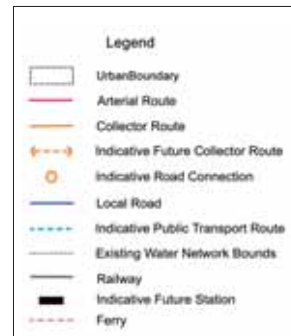 Legend
UrbanBoundary
Arterial Route
Collector Route
Indicative Future Collector Route
Indicative Road Connection
Local Road
Indicative Public Transport Route
Existing Water Network Bounds
Railway
Indicative Future Station
Ferry